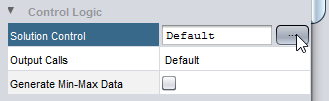 Control Logic
Solution Control Default ...
Output Calls Default
Generate Min-Max Data